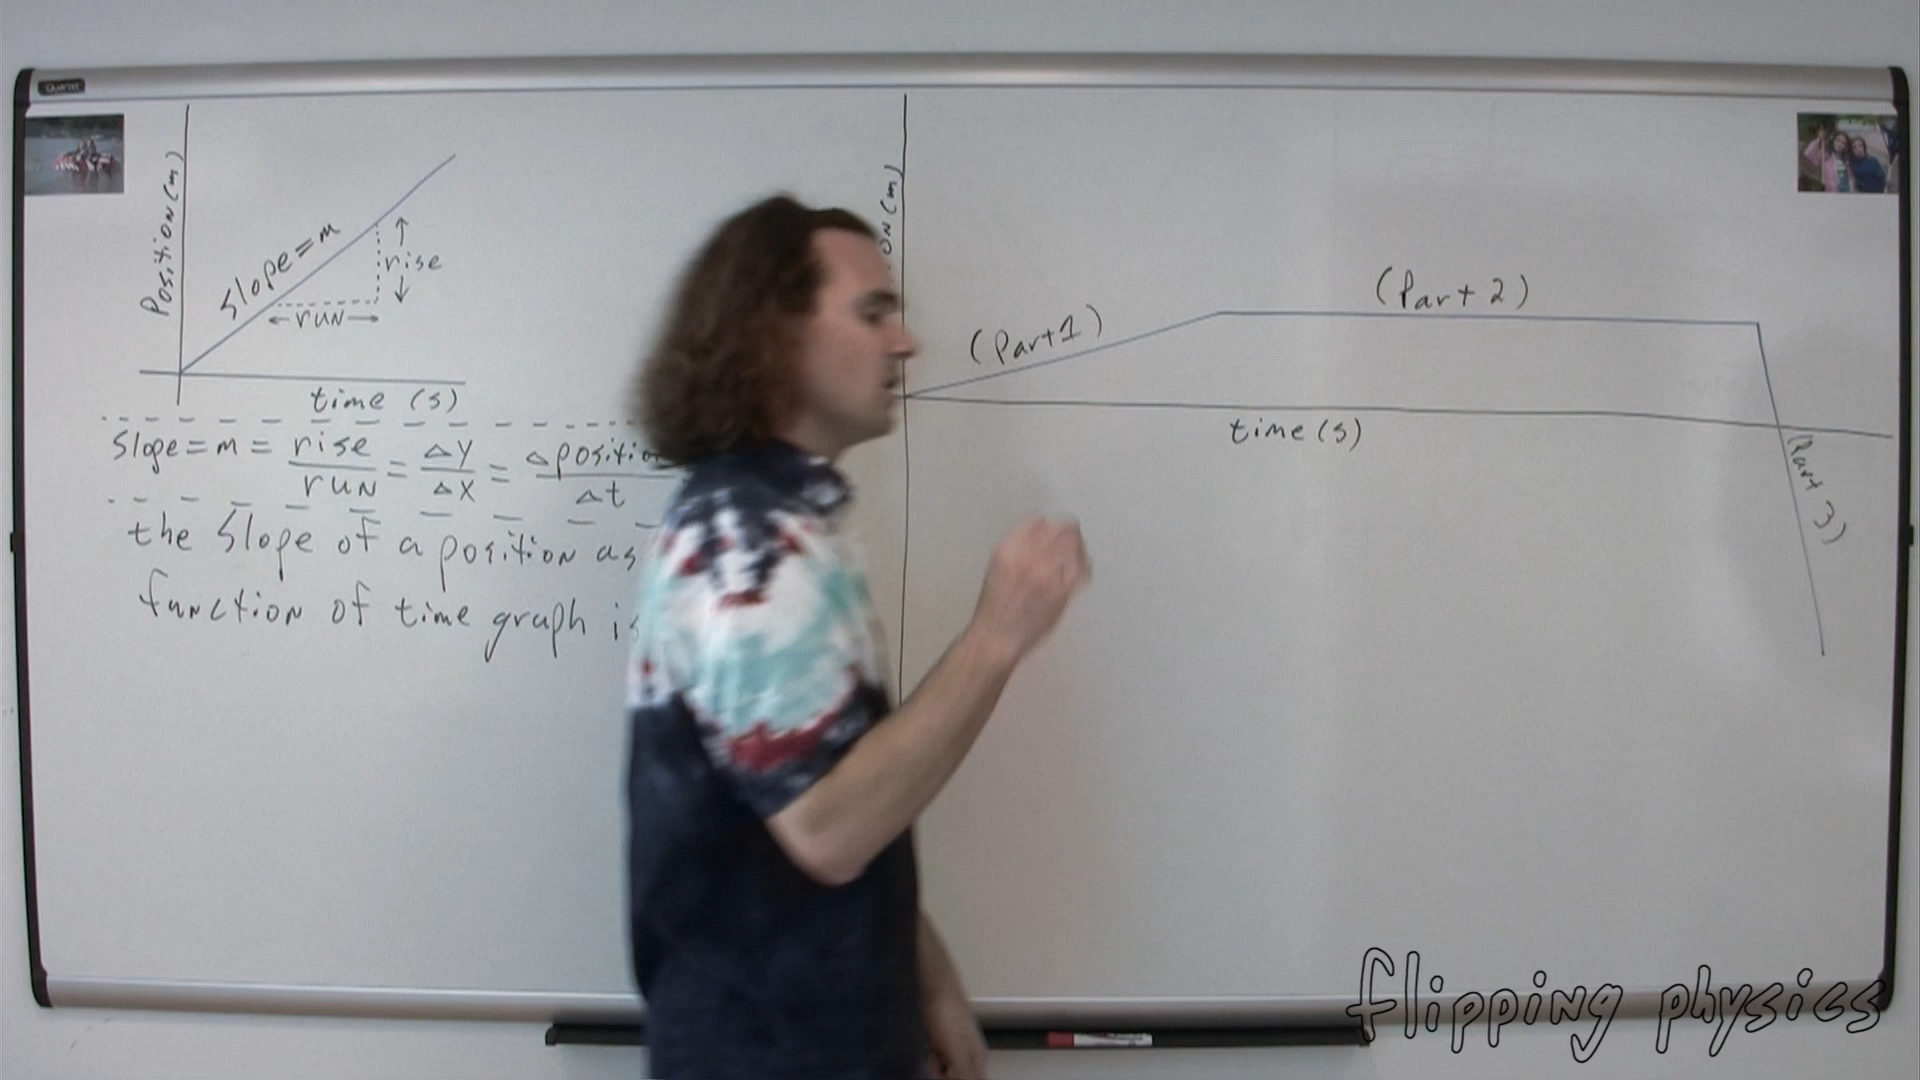 Quartet
Position (m)
slope = m
rise
run
time (s)
slope = m = rise/run = Δy/Δx = Δposition/Δt
the slope of a position as
function of time graph is
(m)
(Part 1)
(Part 2)
time (s)
(Part 3)
flipping physics